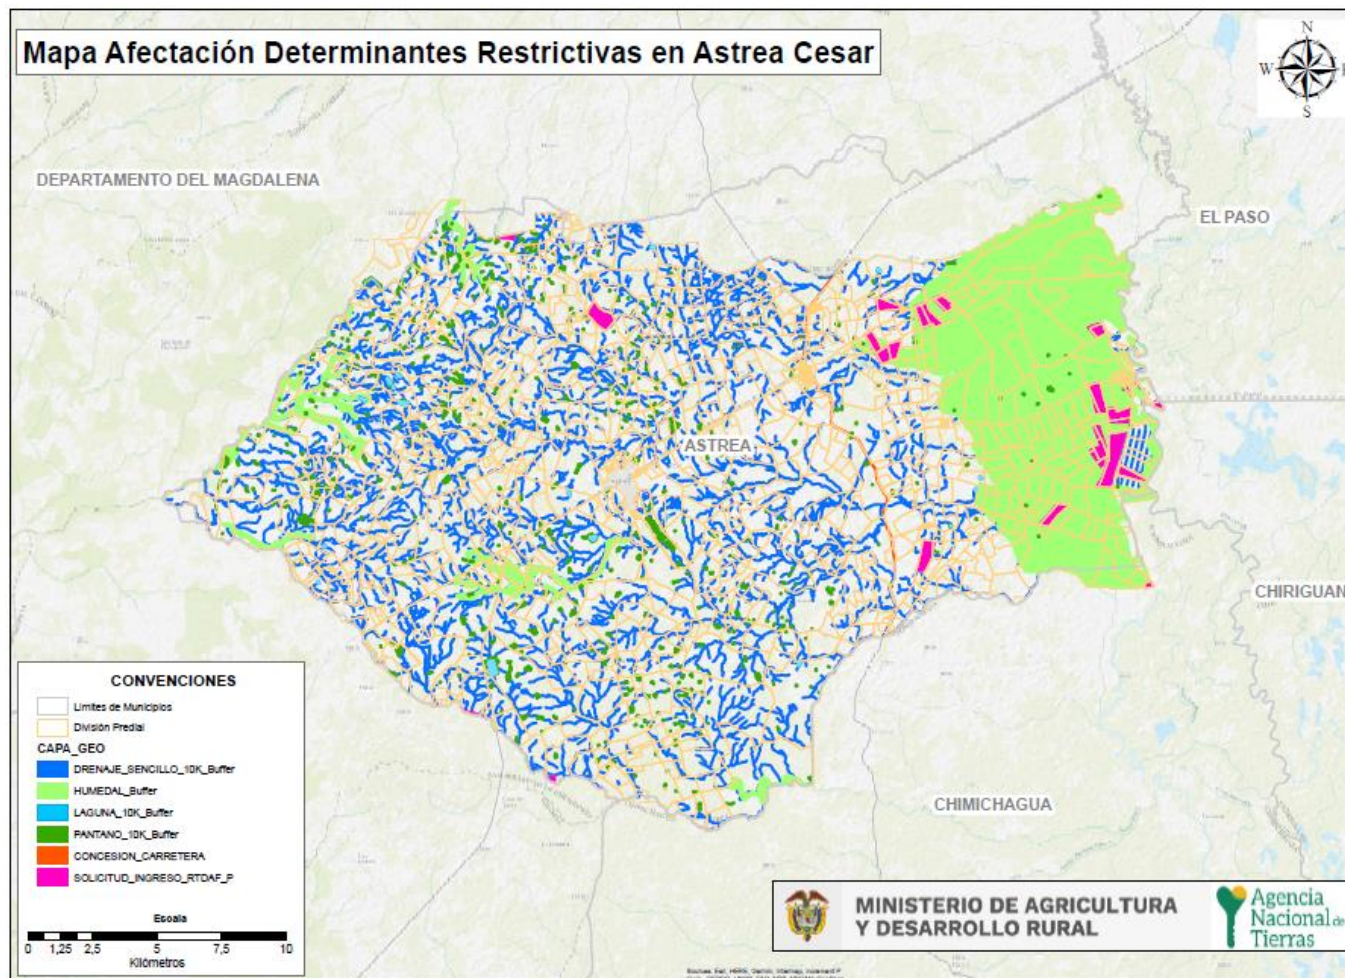 Mapa Afectación Determinantes Restrictivas en Astrea Cesar
N
W
S
DEPARTAMENTO DEL MAGDALENA
EL PASO
ASTREA
CHIRIGUAN
CHIMICHAGUA
CONVENCIONES
Limites de Municipios
División Predial
CAPA_GEO
DRENAJE_SENCILLO_10K_Buffer
HUMEDAL_Buffer
LAGUNA_10K_Buffer
PANTANO_10K_Buffer
CONCESION_CARRETERA
SOLICITUD_INGRESO_RTDAF_P
Escala
0 1,25 2,5 5 7,5 10
Kilómetros
MINISTERIO DE AGRICULTURA
Y DESARROLLO RURAL
Agencia
Nacional de
Tierras